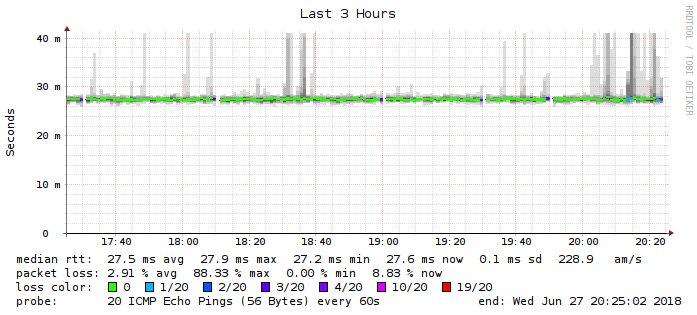 Last 3 Hours
RRDTOOL / TOBI OETIKER
Seconds
40 m
30 m
20 m
10 m
0
17:40 18:00 18:20 18:40 19:00 19:20 19:40 20:00 20:20
median rtt: 27.5 ms avg 27.9 ms max 27.2 ms min 27.6 ms now 0.1 ms sd 228.9 am/s
packet loss: 2.91 % avg 88.33 % max 0.00 % min 8.83 % now
loss color: 0 1/20 2/20 3/20 4/20 10/20 19/20
probe: 20 ICMP Echo Pings (56 Bytes) every 60s end: Wed Jun 27 20:25:02 2018